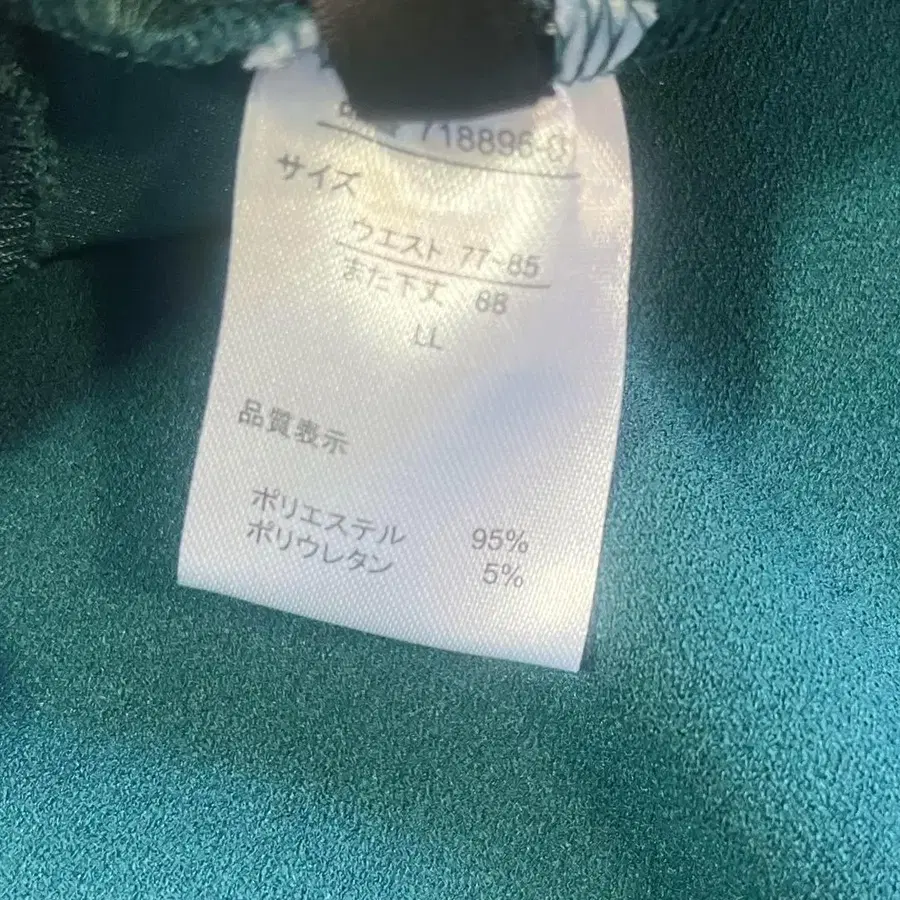 718896
サイズ
ウエスト 77~85
また下丈 68
LL
品質表示
ポリエステル 95%
ポリウレタン 5%